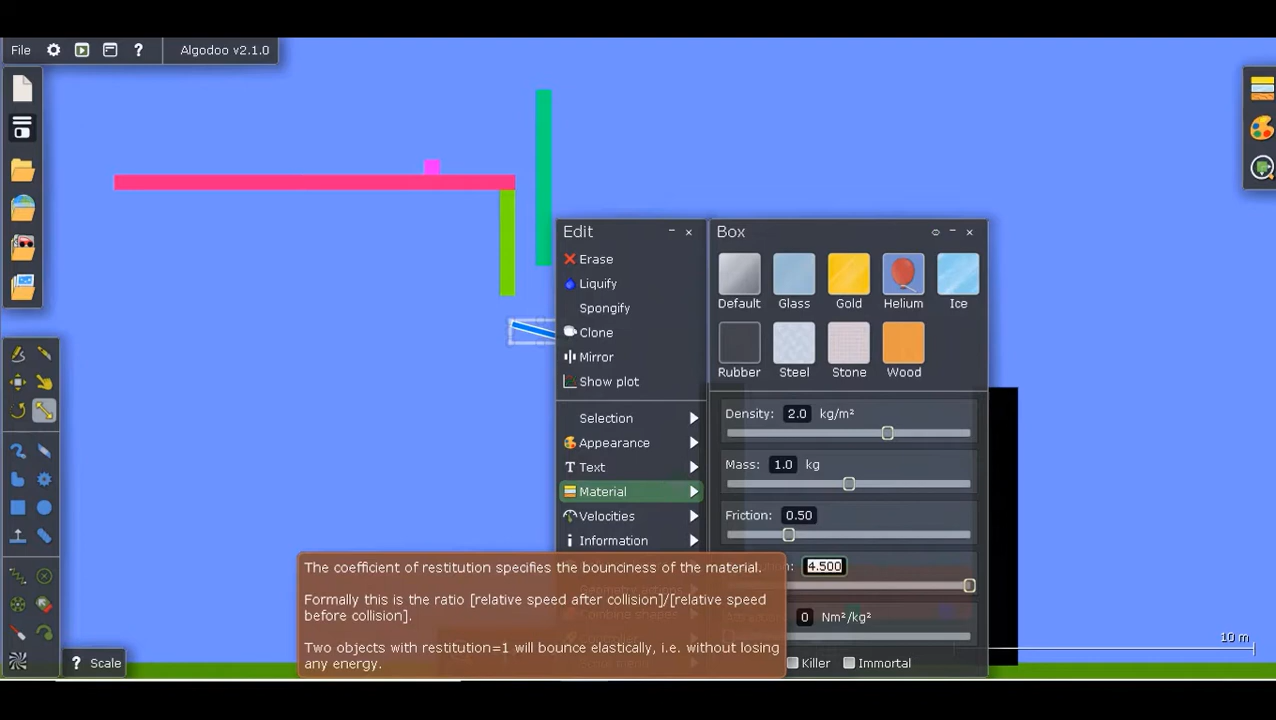 File ? Algodoo v2.1.0
Edit
Erase
Liquify
Spongify
Clone
Mirror
Show plot
Selection
Appearance
T Text
Material
Velocities
Information
Box
Default Glass Gold Helium Ice
Rubber Steel Stone Wood
Density: 2.0 kg/m²
Mass: 1.0 kg
Friction: 0.50
4.500
0 Nm²/kg²
Killer Immortal
The coefficient of restitution specifies the bounciness of the material.
Formally this is the ratio [relative speed after collision]/[relative speed
before collision].
Two objects with restitution=1 will bounce elastically, i.e. without losing
any energy.
10 m
? Scale